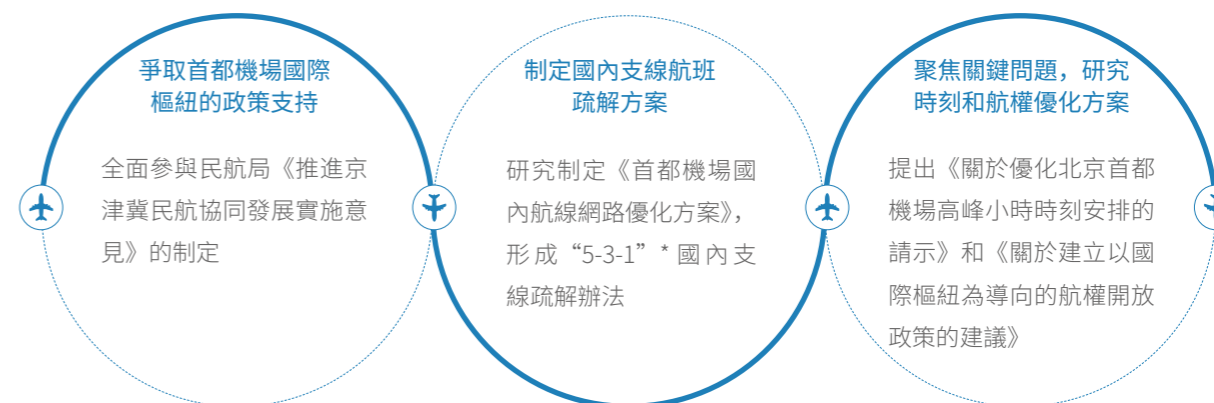 爭取首都機場國際
樞紐的政策支持
全面參與民航局《推進京
津冀民航協同發展實施意
見》的制定
制定國內支線航班
疏解方案
研究制定《首都機場國
內航線網路優化方案》,
形成“5-3-1”*國內支
線疏解辦法
聚焦關鍵問題，研究
時刻和航權優化方案
提出《關於優化北京首都
機場高峰小時時刻安排的
請示》和《關於建立以國
際樞紐為導向的航權開放
政策的建議》